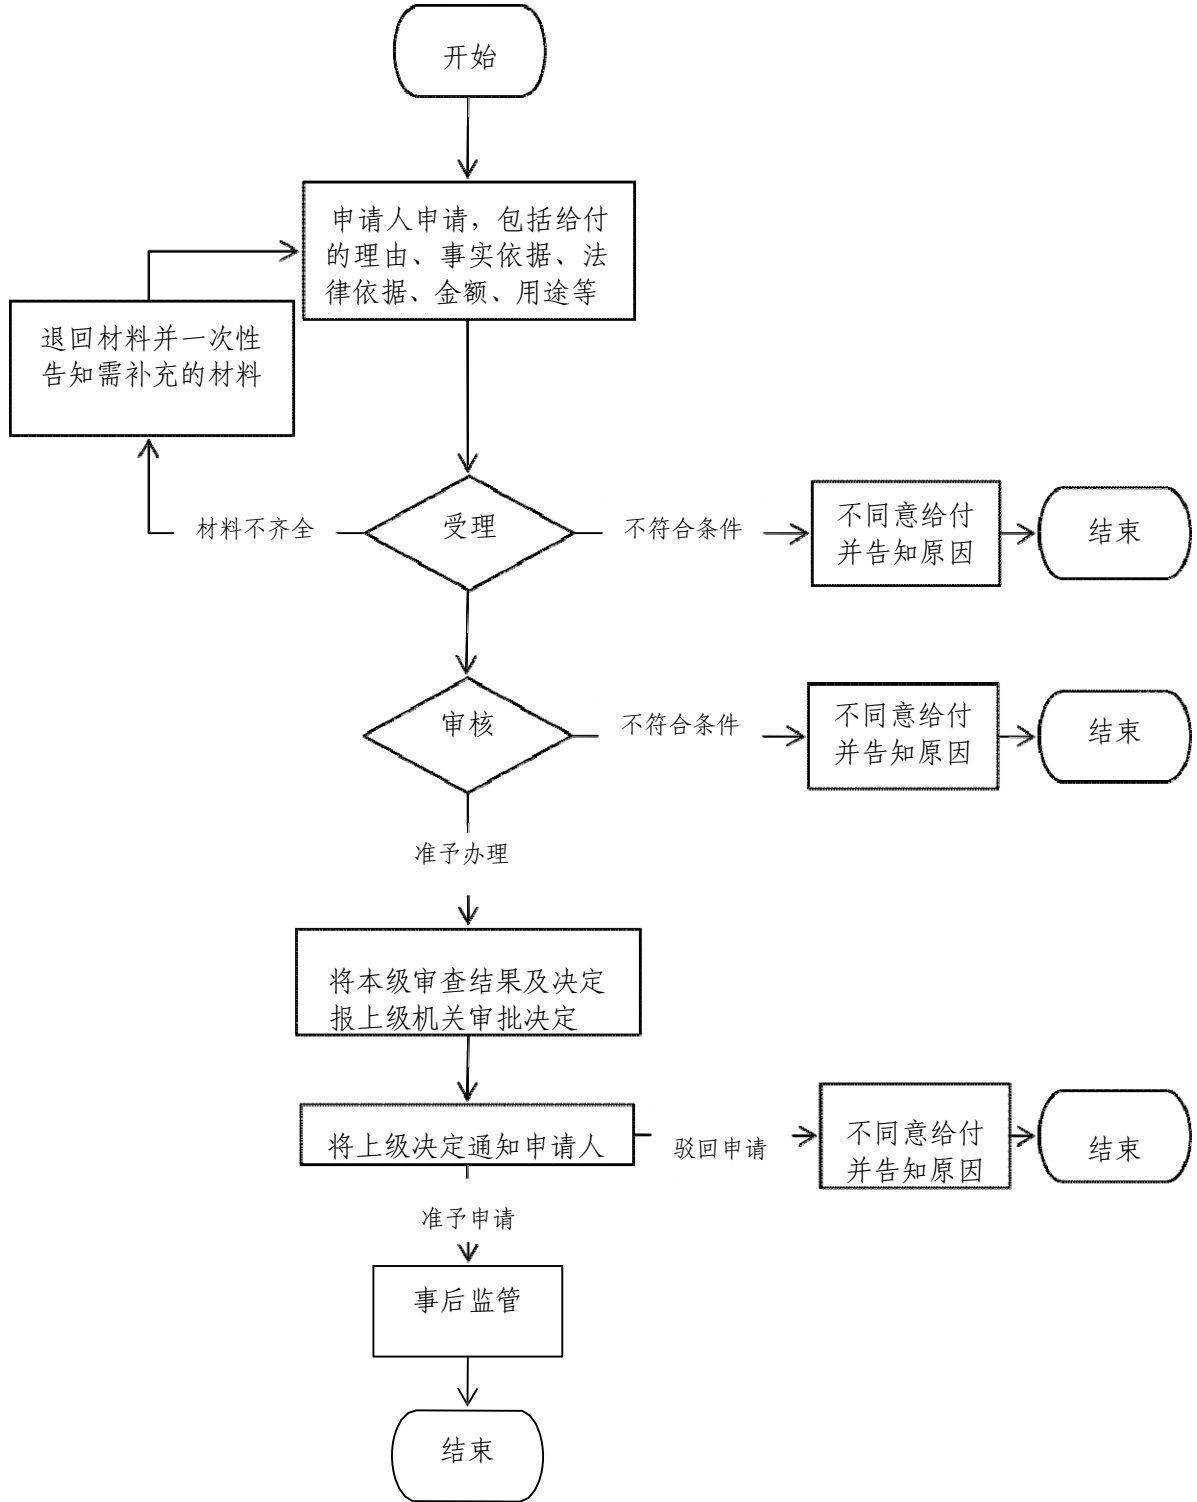 开始
申请人申请，包括给付
的理由、事实依据、法
律依据、金额、用途等
退回材料并一次性
告知需补充的材料
材料不齐全
受理
不符合条件
不同意给付
并告知原因
结束
审核
不符合条件
不同意给付
并告知原因
结束
准予办理
将本级审查结果及决定
报上级机关审批决定
将上级决定通知申请人
驳回申请
不同意给付
并告知原因
结束
准予申请
事后监管
结束